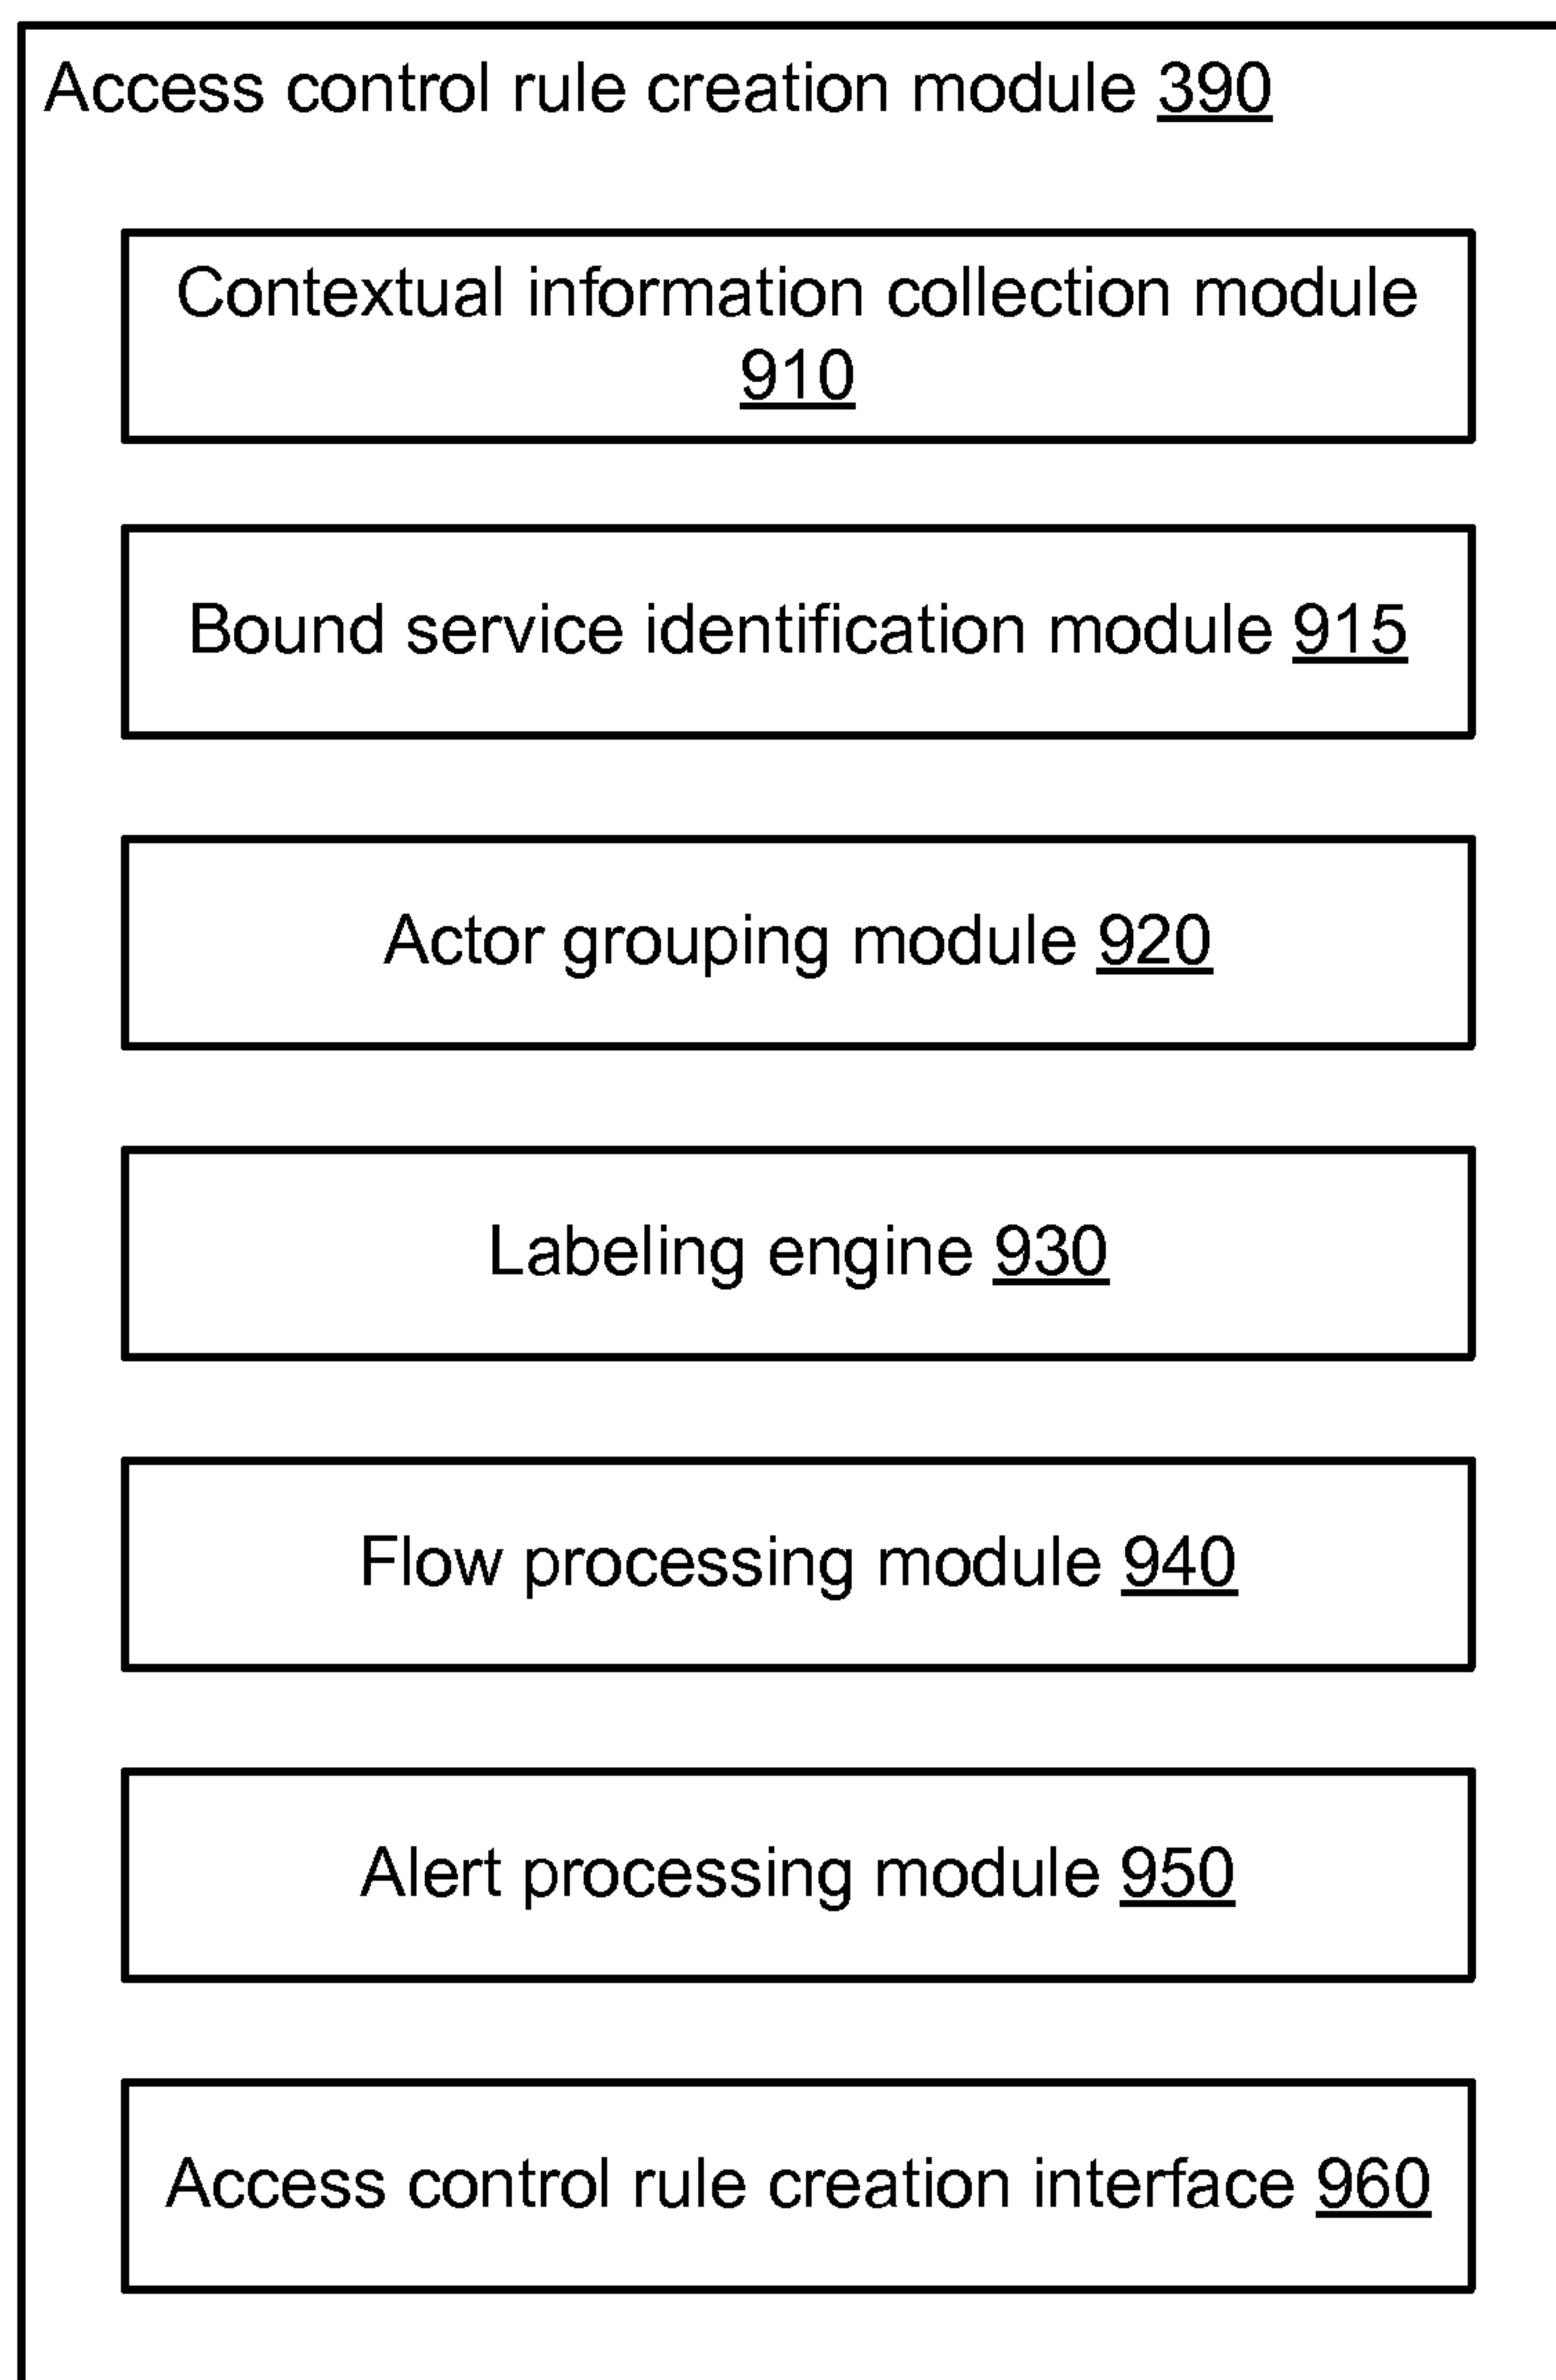 Access control rule creation module 390
Contextual information collection module
910
Bound service identification module 915
Actor grouping module 920
Labeling engine 930
Flow processing module 940
Alert processing module 950
Access control rule creation interface 960